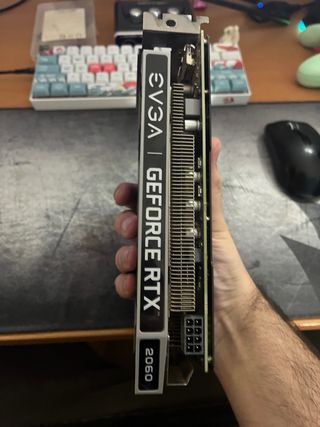 EVGA | GEFORCE RTX
2060